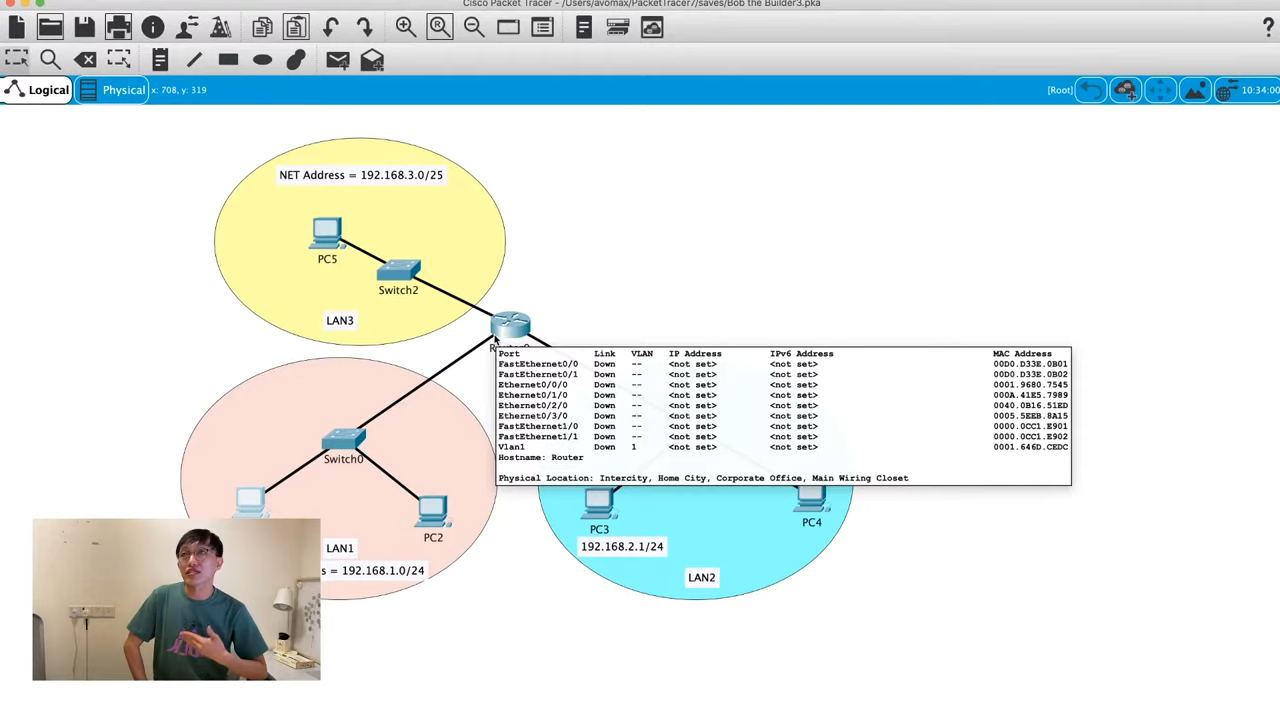 Cisco Packet Tracer - /Users/avomax/PacketTracer7/saves/Bob the Builder3.pka
Logical
Physical
x: 708, y: 319
[Root]
10:34:00
NET Address = 192.168.3.0/25
PC5
Switch2
LAN3
Port Link VLAN IP Address IPv6 Address MAC Address
FastEthernet0/0 Down -- <not set> <not set> 00D0.D33E.0B01
FastEthernet0/1 Down -- <not set> <not set> 00D0.D33E.0B02
Ethernet0/0/0 Down -- <not set> <not set> 0001.9680.7545
Ethernet0/1/0 Down -- <not set> <not set> 000A.41E5.7989
Ethernet0/2/0 Down -- <not set> <not set> 0040.0B16.51ED
Ethernet0/3/0 Down -- <not set> <not set> 0005.5EEB.8A15
FastEthernet1/0 Down -- <not set> <not set> 0000.0CC1.E901
FastEthernet1/1 Down -- <not set> <not set> 0000.0CC1.E902
Vlan1 Down 1 <not set> <not set> 0001.646D.CEDC
Hostname: Router
Physical Location: Intercity, Home City, Corporate Office, Main Wiring Closet
Switch0
PC2
LAN1
s = 192.168.1.0/24
PC3
PC4
192.168.2.1/24
LAN2